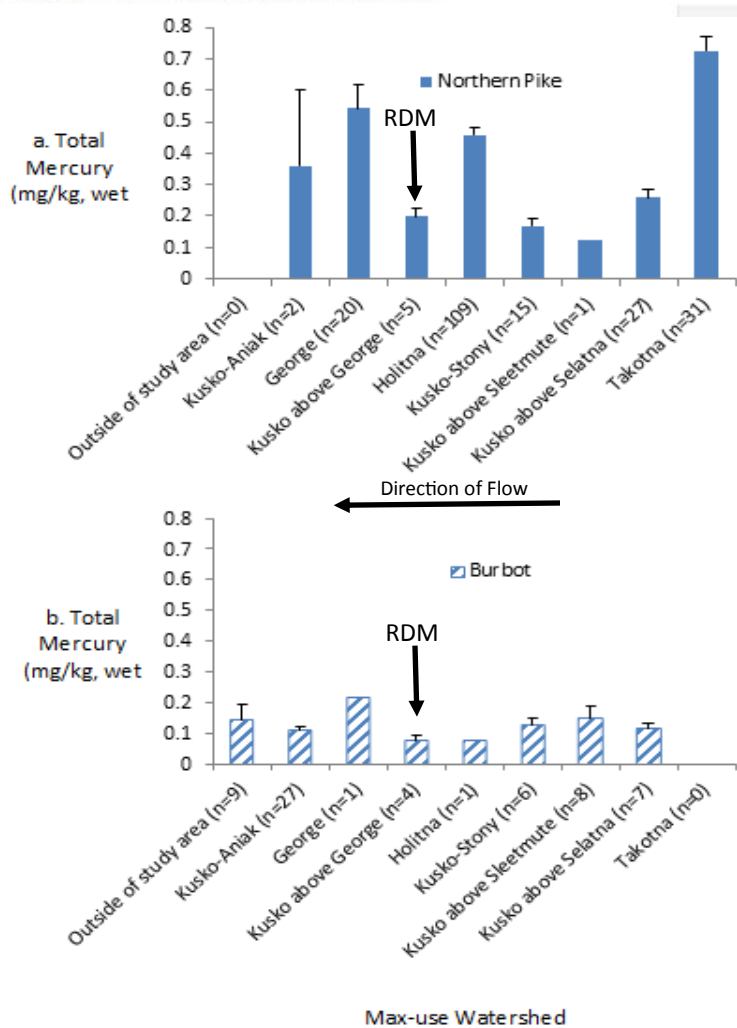 0.8
0.7
0.6
0.5
0.4
0.3
0.2
0.1
0
a. Total
Mercury
(mg/kg, wet
Northern Pike
RDM
Outside of study area (n=0)
Kusko-Aniak (n=2)
George (n=20)
Kusko above George (n=5)
Holitna (n=109)
Kusko-Stony (n=15)
Kusko above Sleetmute (n=1)
Kusko above Selatna (n=27)
Takotna (n=31)
Direction of Flow
0.8
0.7
0.6
0.5
0.4
0.3
0.2
0.1
0
b. Total
Mercury
(mg/kg, wet
Burbot
RDM
Outside of study area (n=9)
Kusko-Aniak (n=27)
George (n=1)
Kusko above George (n=4)
Holitna (n=1)
Kusko-Stony (n=6)
Kusko above Sleetmute (n=8)
Kusko above Selatna (n=7)
Takotna (n=0)
Max-use Watershed